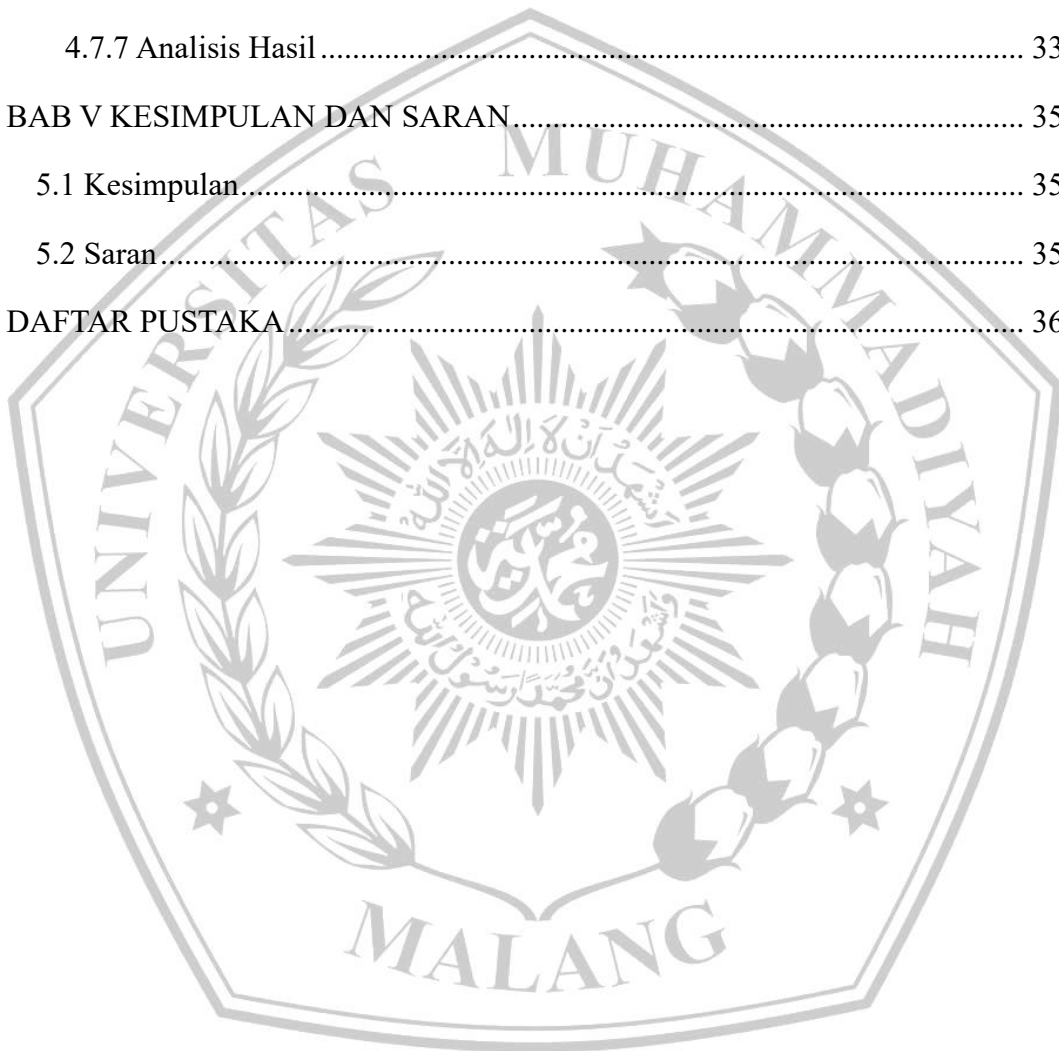 4.7.7 Analisis Hasil........................................................................................ 33
BAB V KESIMPULAN DAN SARAN................................................................ 35
5.1 Kesimpulan.................................................................................................. 35
5.2 Saran............................................................................................................ 35
DAFTAR PUSTAKA............................................................................................ 36
UNIVERSITAS MUHAMMADIYAH
MALANG